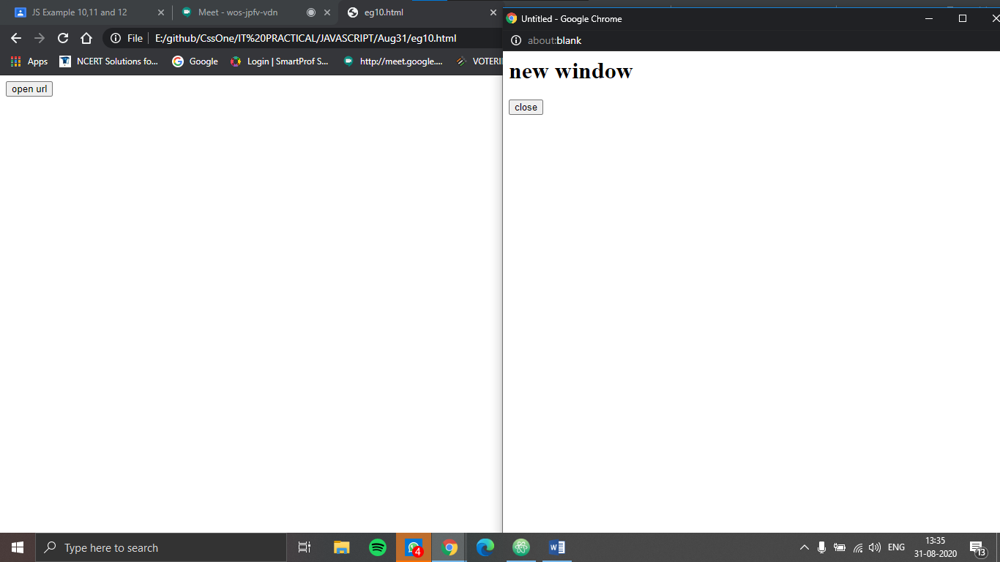 JS Example 10,11 and 12
Meet - wos-jpfv-vdn
eg10.html
File
E:/github/CssOne/IT%20PRACTICAL/JAVASCRIPT/Aug31/eg10.html
Apps
NCERT Solutions fo...
Google
Login | SmartProf S...
http://meet.google....
VOTERI
open url
Untitled - Google Chrome
about:blank
new window
close
Type here to search
4
ENG
13:35
31-08-2020
13